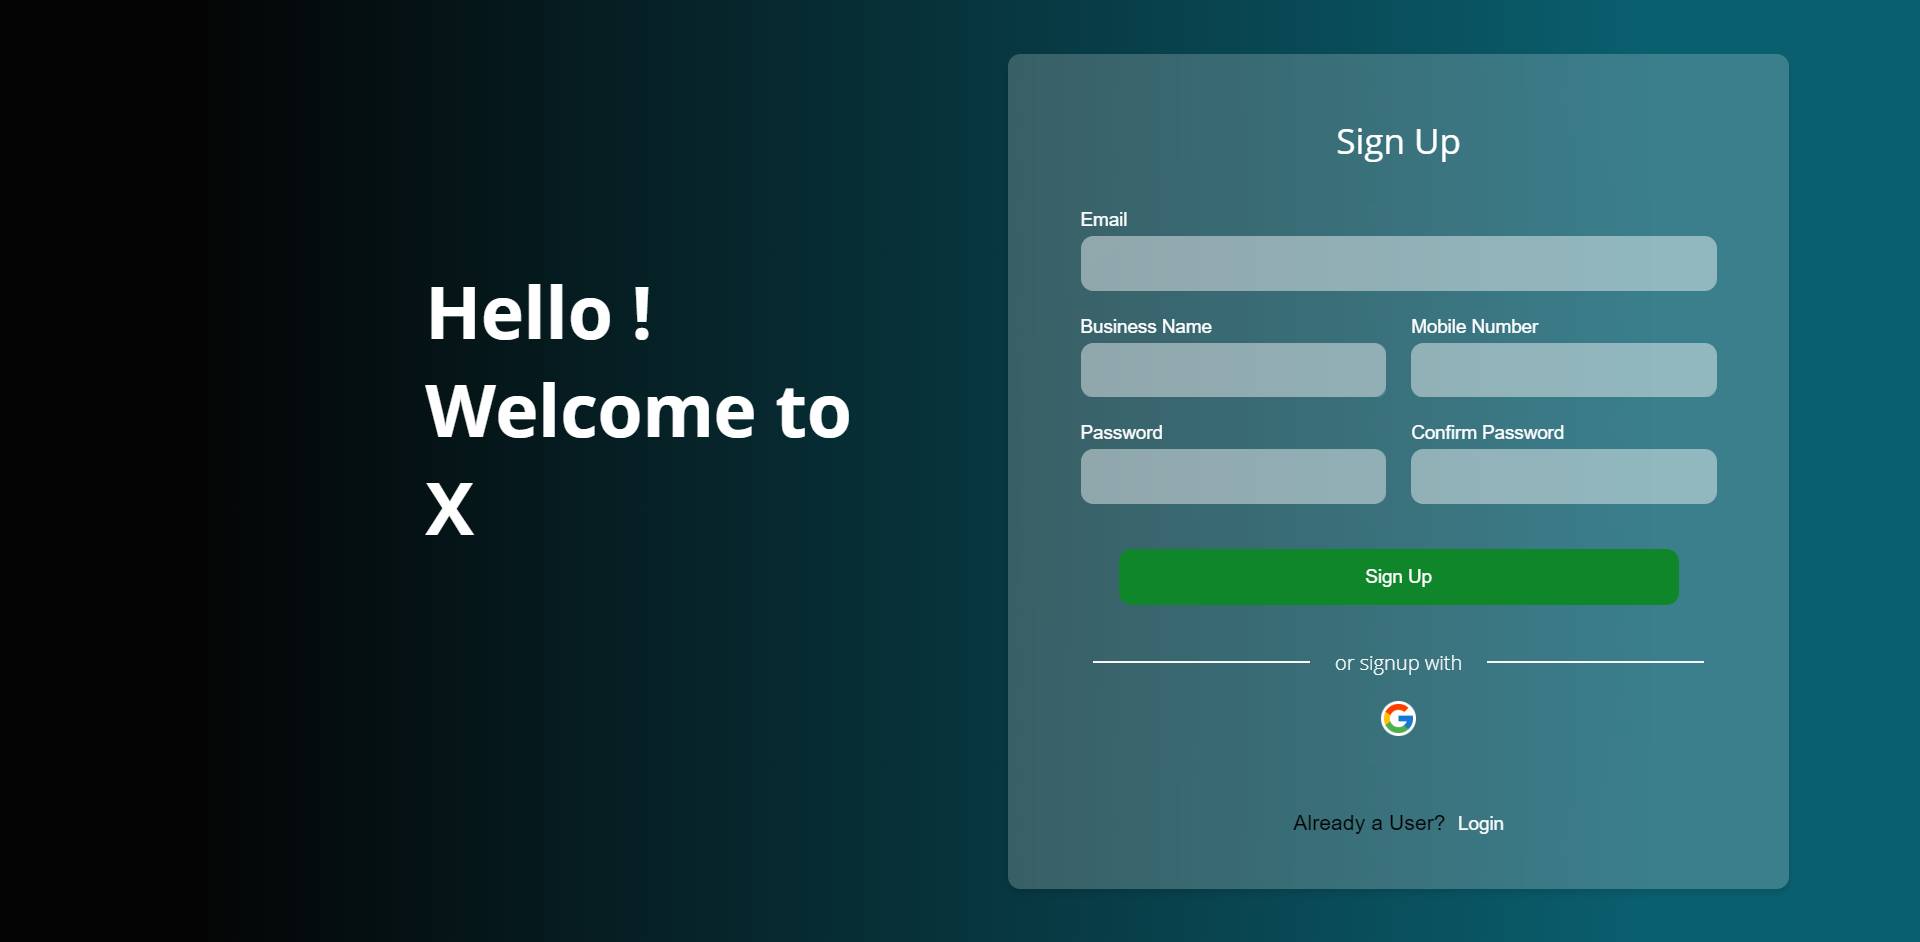 Hello !
Welcome to
X
Sign Up
Email
Business Name
Mobile Number
Password
Confirm Password
Sign Up
or signup with
G
Already a User? Login